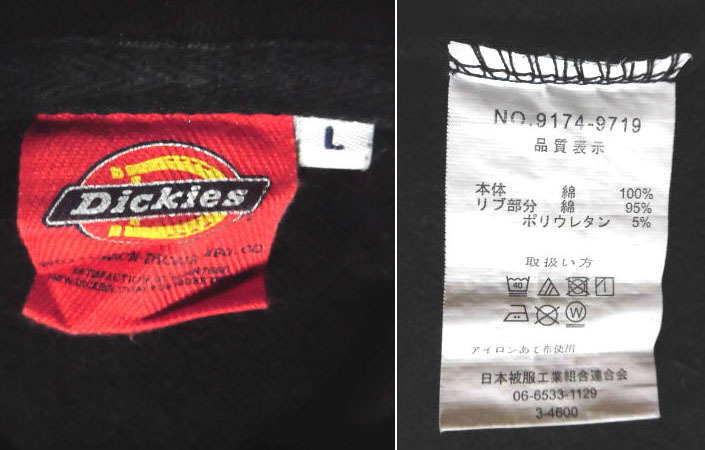 L
Dickies
NO.9174-9719
品質表示
本体 綿 100%
リブ部分 綿 95%
ポリウレタン 5%
取扱い方
40
W
アイロンあて布使用
日本被服工業組合連合会
06-6533-1129
3-4600